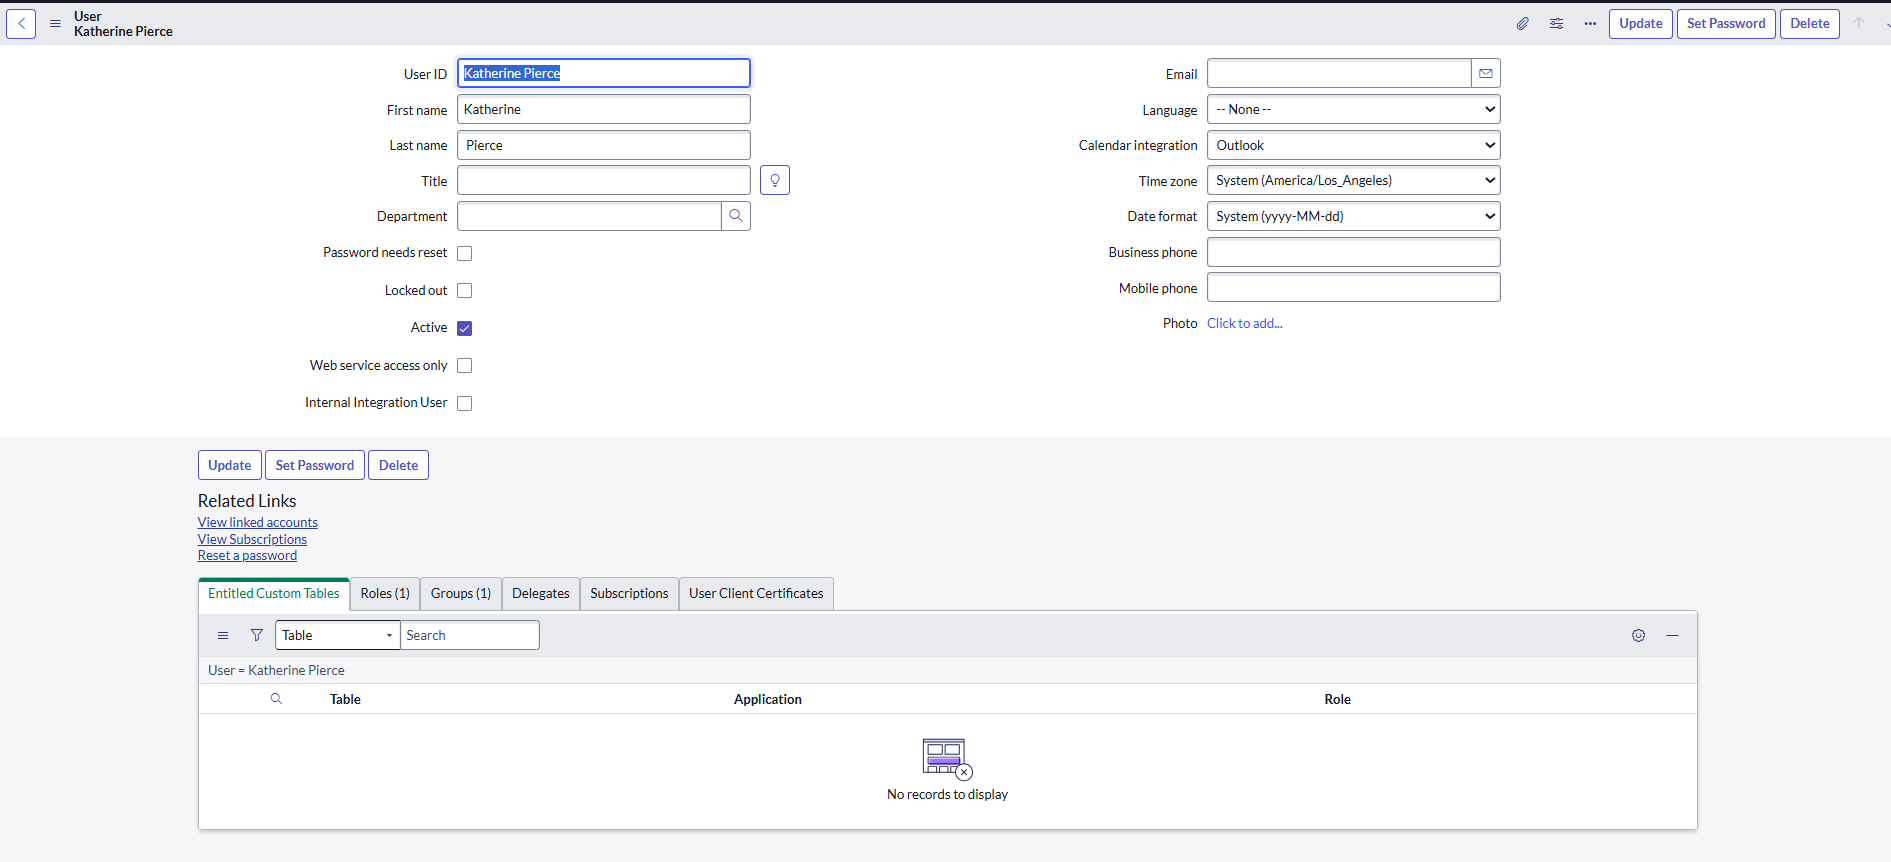 User
Katherine Pierce
Update
Set Password
Delete
User ID
Katherine Pierce
First name
Katherine
Last name
Pierce
Title
Department
Password needs reset
Locked out
Active
Web service access only
Internal Integration User
Email
Language
-- None --
Calendar integration
Outlook
Time zone
System (America/Los_Angeles)
Date format
System (yyyy-MM-dd)
Business phone
Mobile phone
Photo
Click to add...
Update
Set Password
Delete
Related Links
View linked accounts
View Subscriptions
Reset a password
Entitled Custom Tables
Roles (1)
Groups (1)
Delegates
Subscriptions
User Client Certificates
Table
Search
User = Katherine Pierce
Table
Application
Role
No records to display